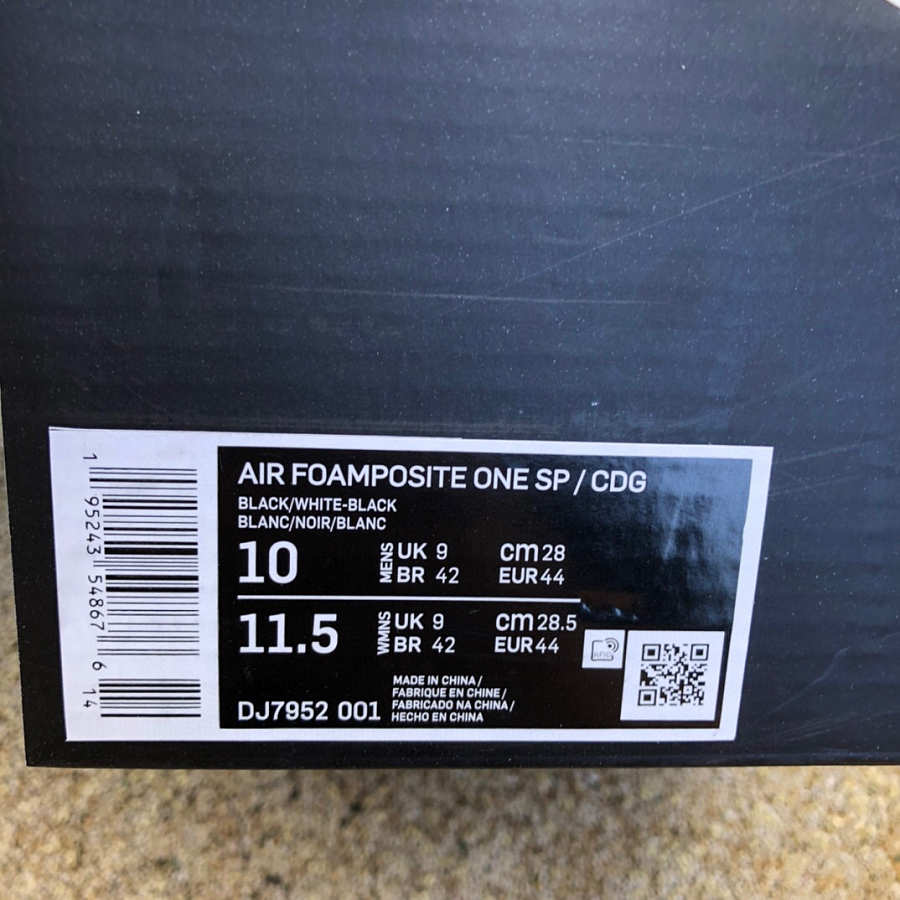 AIR FOAMPOSITE ONE SP / CDG
BLACK/WHITE-BLACK
BLANC/NOIR/BLANC
10 MENS UK 9 cm 28
BR 42 EUR 44
11.5 WMNS UK 9 cm 28.5
BR 42 EUR 44
RFID
MADE IN CHINA /
FABRIQUE EN CHINE /
FABRICADO NA CHINA /
HECHO EN CHINA
DJ7952 001
1 95243 54867 6 14